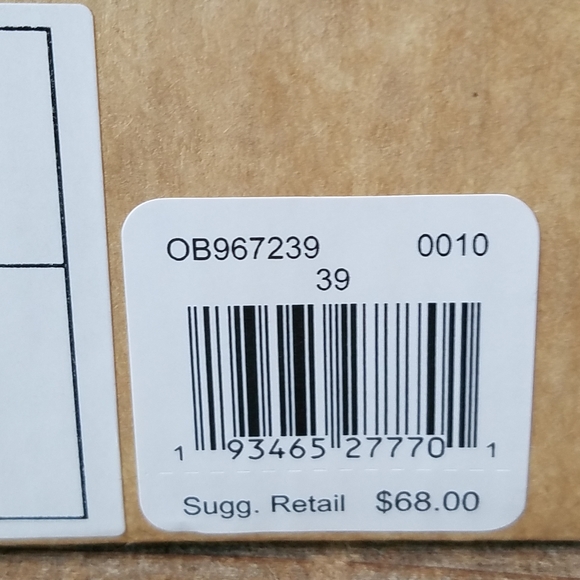 OB967239 0010
39
1 93465 27770 1
Sugg. Retail $68.00